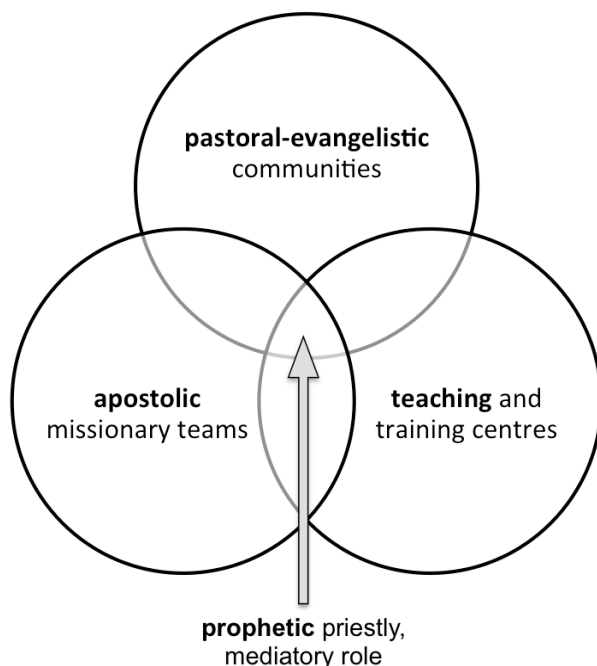 pastoral-evangelistic
communities
apostolic
missionary teams
teaching and
training centres
prophetic priestly,
mediatory role